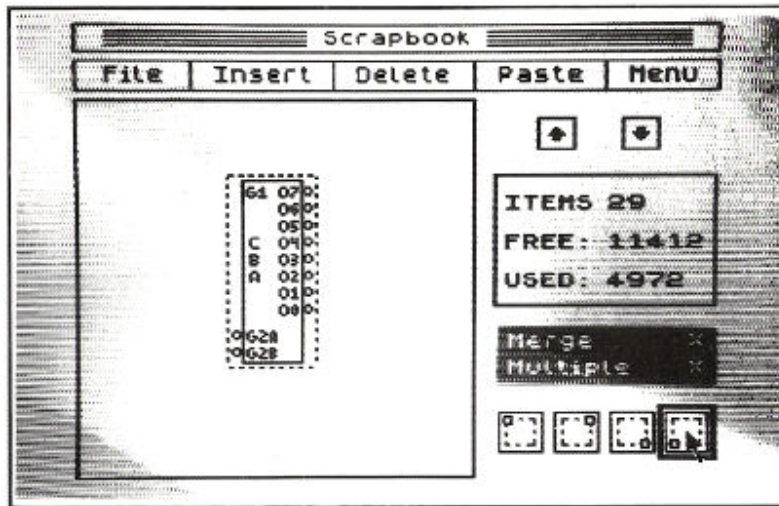 Scrapbook
File Insert Delete Paste Menu
G1 O7
O6
O5
C O4
B O3
A O2
O1
O0
G2A
G2B
ITEMS 29
FREE: 11412
USED: 4972
Merge X
Multiple X